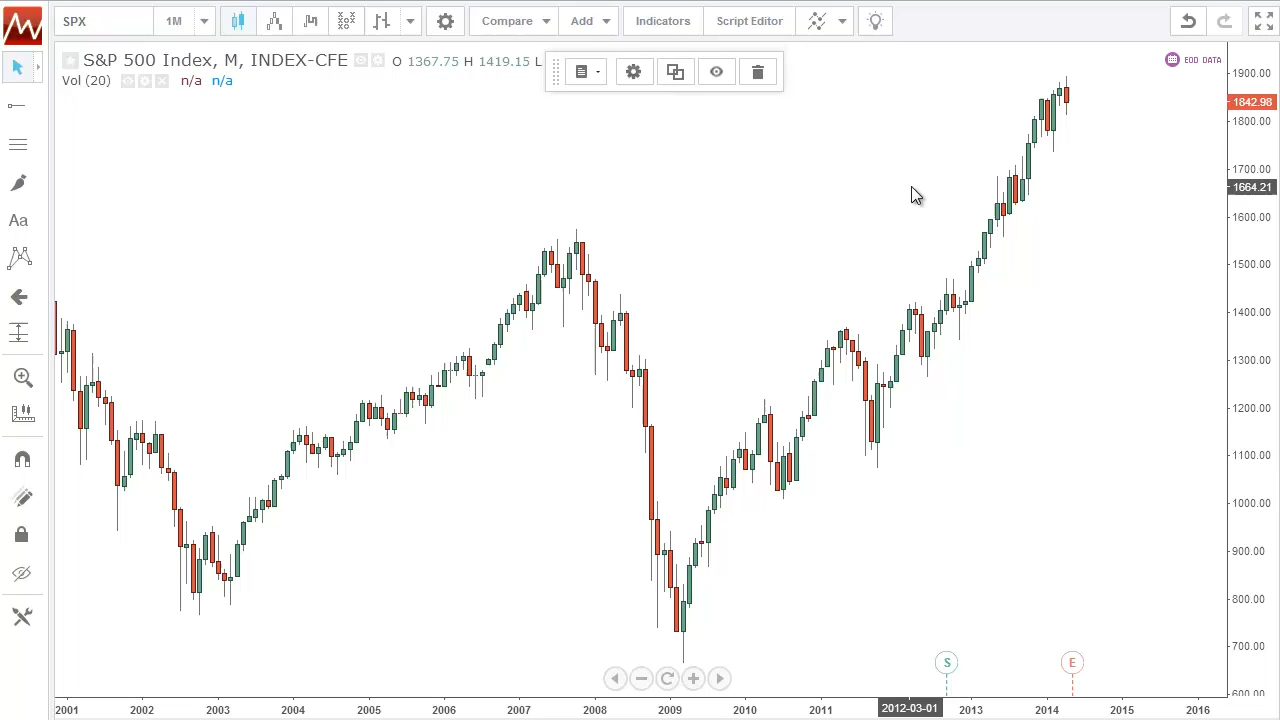 SPX 1M Compare Add Indicators Script Editor
S&P 500 Index, M, INDEX-CFE O 1367.75 H 1419.15 L
Vol (20) n/a n/a
EOD DATA
Aa
1900.00
1842.98
1800.00
1700.00
1664.21
1600.00
1500.00
1400.00
1300.00
1200.00
1100.00
1000.00
900.00
800.00
700.00
600.00
S E
2001 2002 2003 2004 2005 2006 2007 2008 2009 2010 2011 2012-03-01 2013 2014 2015 2016